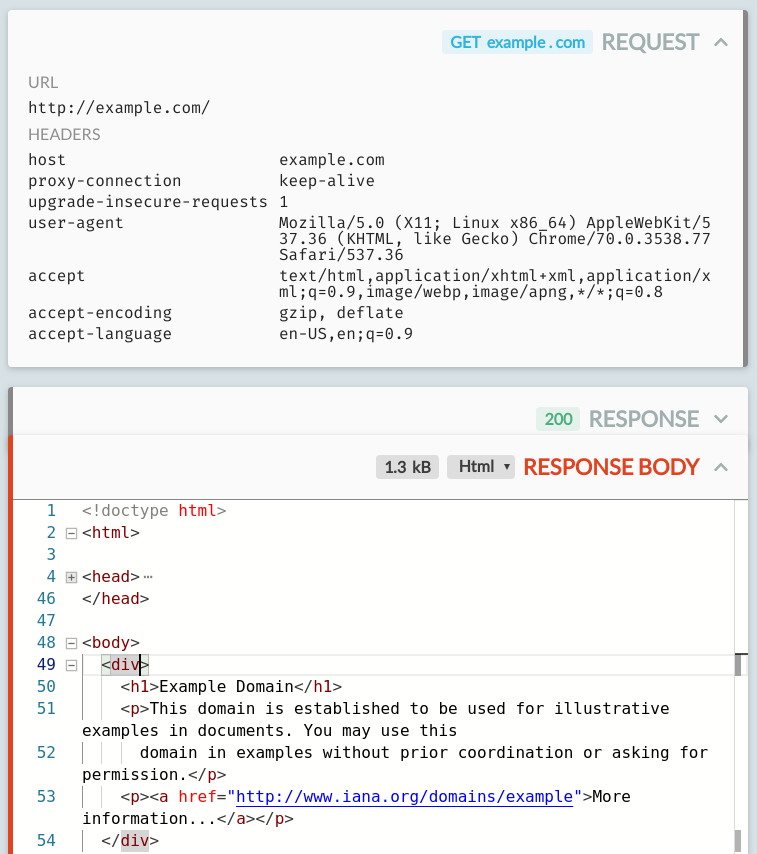 GET example.com REQUEST
URL
http://example.com/
HEADERS
host example.com
proxy-connection keep-alive
upgrade-insecure-requests 1
user-agent Mozilla/5.0 (X11; Linux x86_64) AppleWebKit/5
37.36 (KHTML, like Gecko) Chrome/70.0.3538.77
Safari/537.36
accept text/html,application/xhtml+xml,application/x
ml;q=0.9,image/webp,image/apng,*/*;q=0.8
accept-encoding gzip, deflate
accept-language en-US,en;q=0.9
200 RESPONSE
1.3 kB Html RESPONSE BODY
1 <!doctype html>
2 <html>
3
4 <head>⋯
46 </head>
47
48 <body>
49 <div>
50 <h1>Example Domain</h1>
51 <p>This domain is established to be used for illustrative
examples in documents. You may use this
52 domain in examples without prior coordination or asking for
permission.</p>
53 <p><a href="http://www.iana.org/domains/example">More
information...</a></p>
54 </div>